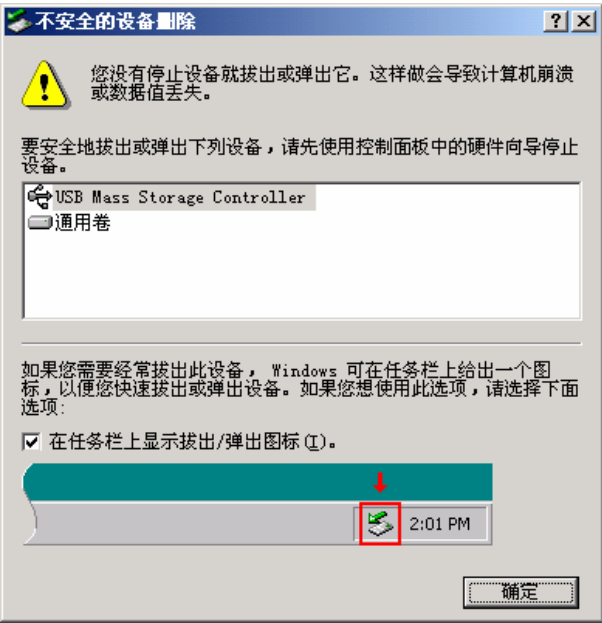 不安全的设备删除
您没有停止设备就拔出或弹出它。这样做会导致计算机崩溃
或数据值丢失。
要安全地拔出或弹出下列设备，请先使用控制面板中的硬件向导停止
设备。
USB Mass Storage Controller
通用卷
如果您需要经常拔出此设备， Windows 可在任务栏上给出一个图
标，以便您快速拔出或弹出设备。如果您想使用此选项，请选择下面
选项:
在任务栏上显示拔出/弹出图标(I)。
2:01 PM
确定